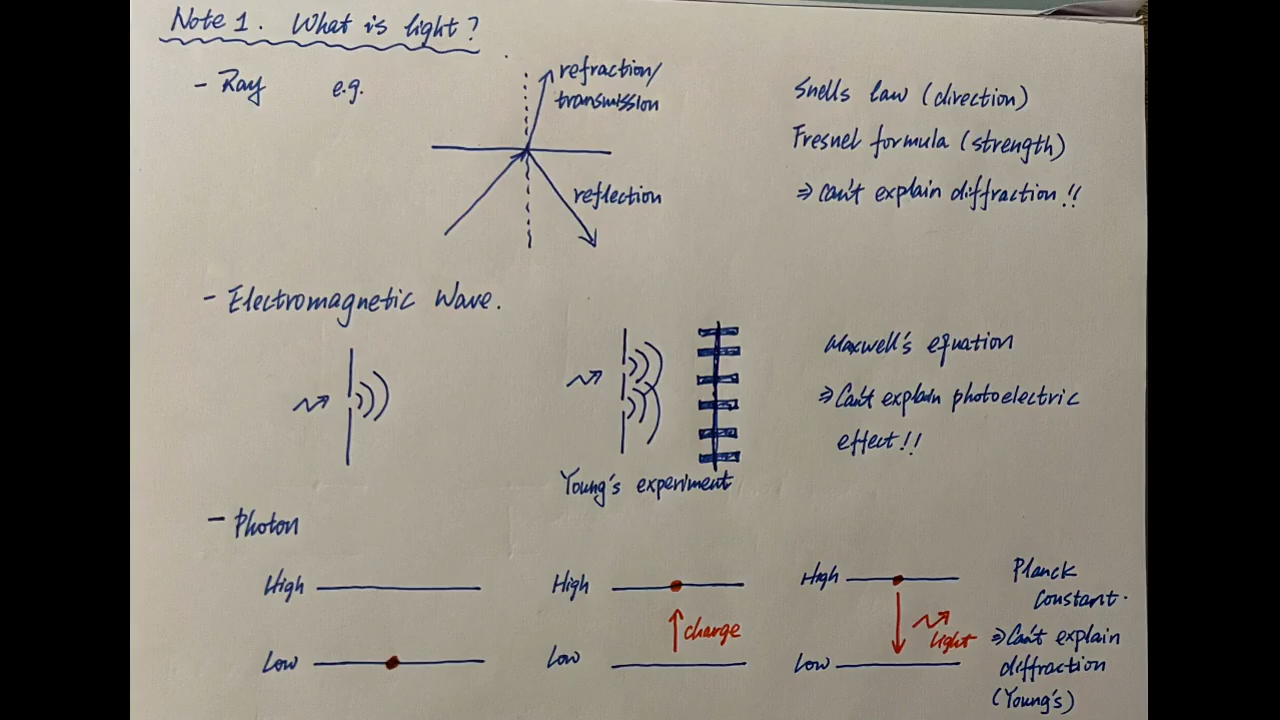 Note 1. What is light?
- Ray e.g.
refraction/
transmission
reflection
Snells law (direction)
Fresnel formula (strength)
⇒ can't explain diffraction!!
- Electromagnetic Wave.
Young's experiment
Maxwell's equation
⇒ Can't explain photoelectric
effect!!
- Photon
High
Low
High
change
Low
High
light
Low
Planck
Constant.
⇒ Can't explain
diffraction
(Young's)